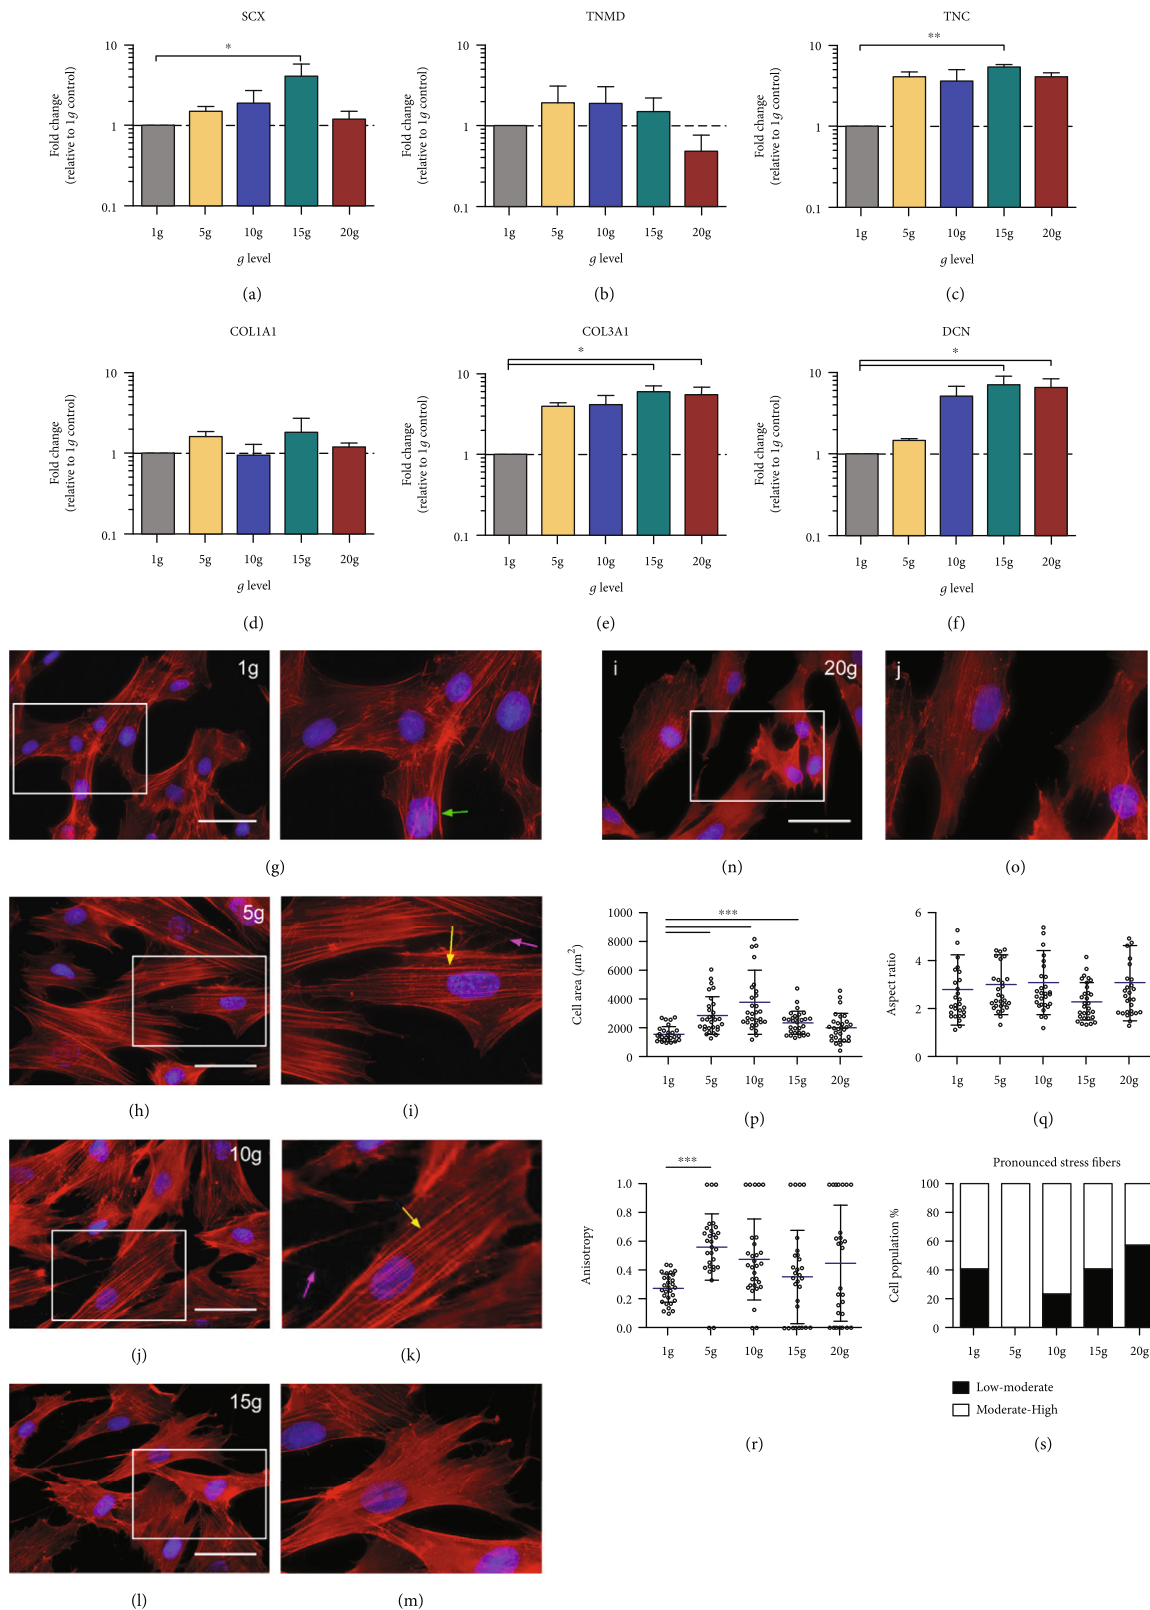 SCX
Fold change
(relative to 1g control)
10
1
0.1
*
1g 5g 10g 15g 20g
g level
(a)
TNMD
Fold change
(relative to 1g control)
10
1
0.1
1g 5g 10g 15g 20g
g level
(b)
TNC
Fold change
(relative to 1g control)
10
1
0.1
**
1g 5g 10g 15g 20g
g level
(c)
COL1A1
Fold change
(relative to 1g control)
10
1
0.1
1g 5g 10g 15g 20g
g level
(d)
COL3A1
Fold change
(relative to 1g control)
10
1
0.1
*
1g 5g 10g 15g 20g
g level
(e)
DCN
Fold change
(relative to 1g control)
10
1
0.1
*
1g 5g 10g 15g 20g
g level
(f)
1g
(g)
5g
(h)
(i)
10g
(j)
(k)
15g
(l)
(m)
i
20g
(n)
j
(o)
Cell area (μm²)
10000
8000
6000
4000
2000
0
***
1g 5g 10g 15g 20g
(p)
Aspect ratio
6
4
2
0
1g 5g 10g 15g 20g
(q)
Anisotropy
1.0
0.8
0.6
0.4
0.2
0.0
***
1g 5g 10g 15g 20g
(r)
Pronounced stress fibers
Cell population %
100
80
60
40
20
0
1g 5g 10g 15g 20g
Low-moderate
Moderate-High
(s)